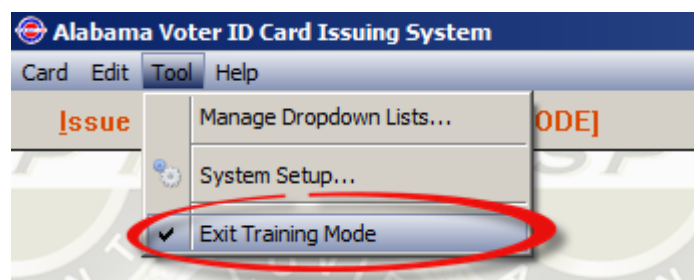 Alabama Voter ID Card Issuing System
Card Edit Tool Help
Issue ODE]
Manage Dropdown Lists...
System Setup...
Exit Training Mode